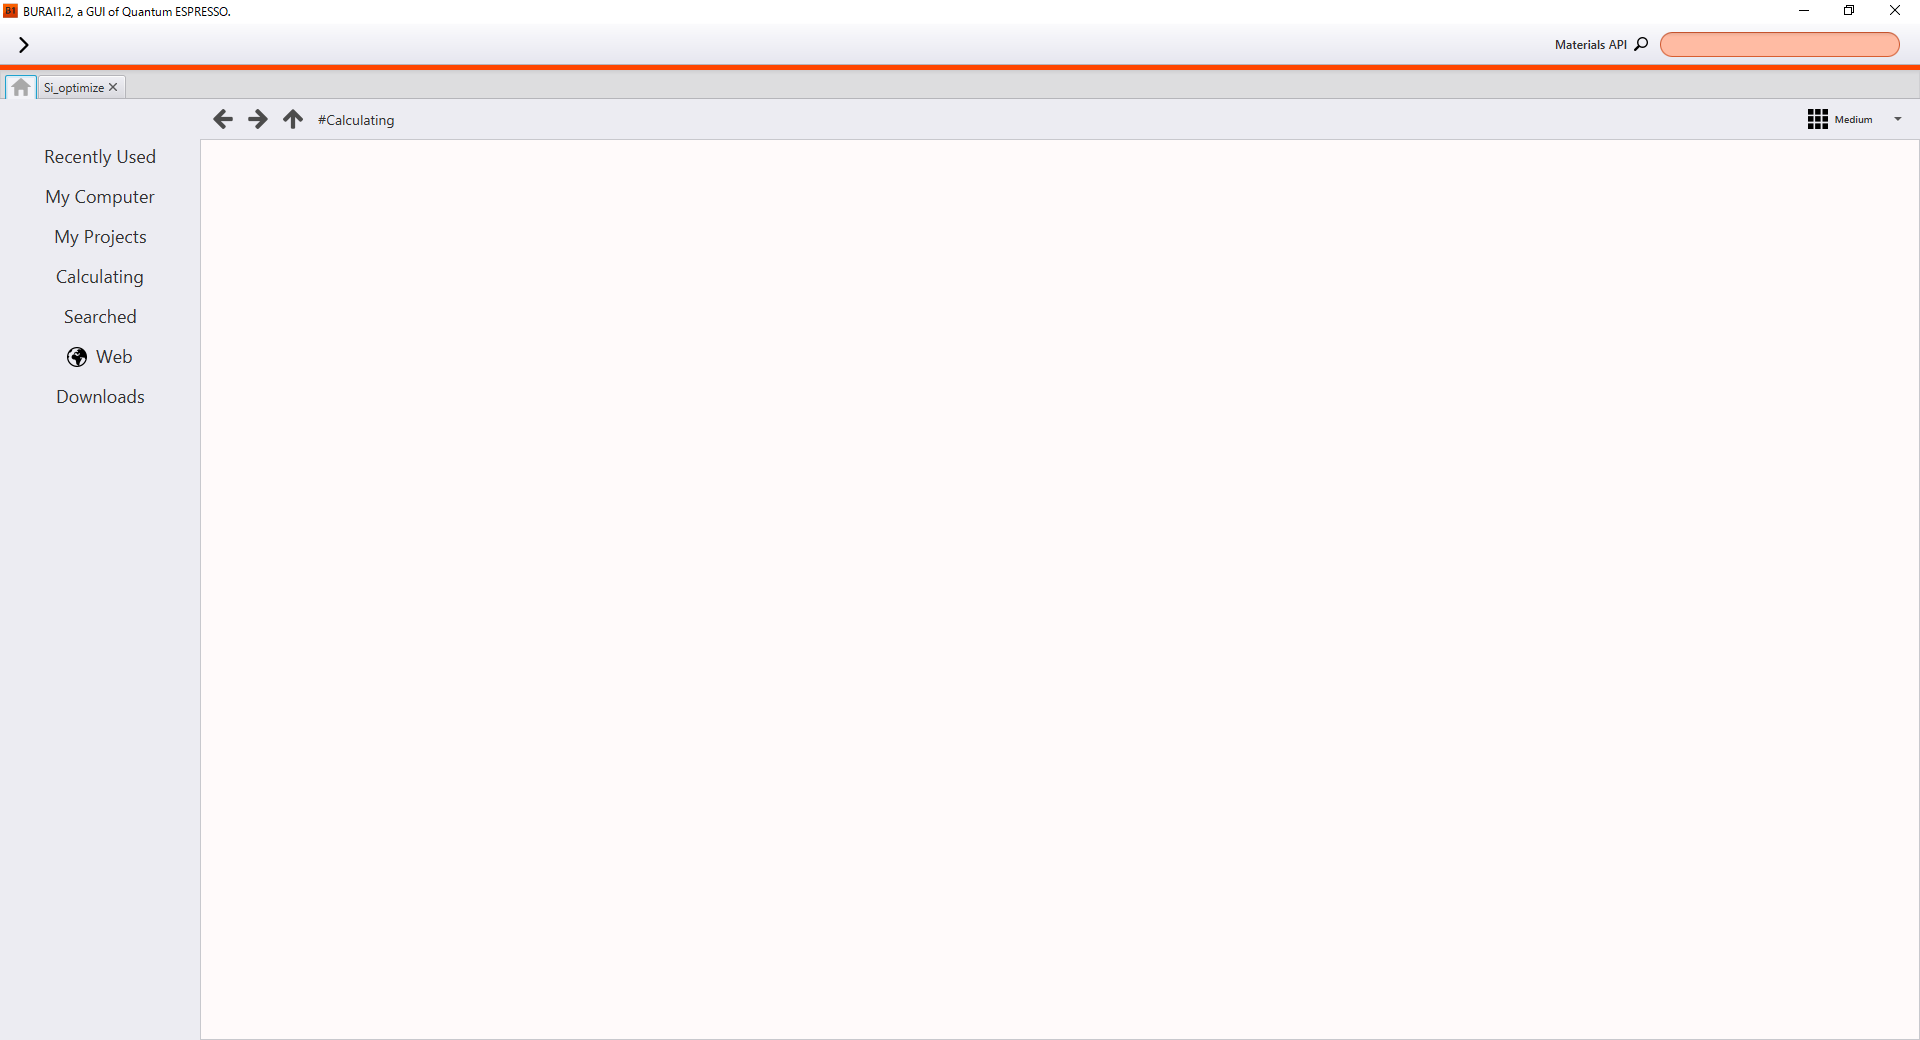 B1 BURAI1.2, a GUI of Quantum ESPRESSO.
Materials API
Si_optimize
#Calculating
Medium
Recently Used
My Computer
My Projects
Calculating
Searched
Web
Downloads